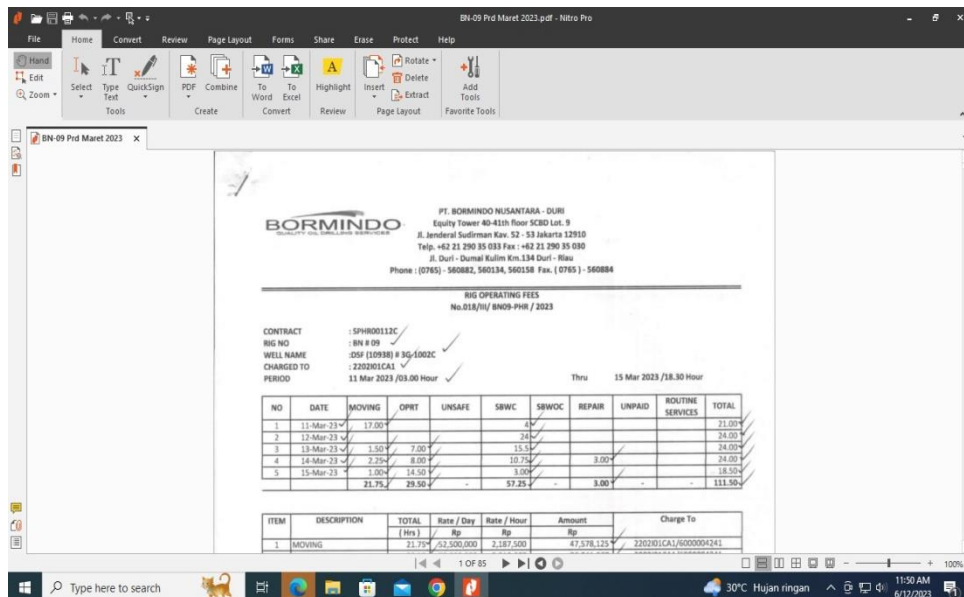 BN-09 Prd Maret 2023.pdf - Nitro Pro
File Home Convert Review Page Layout Forms Share Erase Protect Help
Hand
Edit
Zoom
Select
Type Text
QuickSign
Tools
PDF
Combine
Create
To Word
To Excel
Convert
Highlight
Review
Insert
Rotate
Delete
Extract
Page Layout
Add Tools
Favorite Tools
BN-09 Prd Maret 2023 x
BORMINDO
QUALITY OIL DRILLING SERVICES
PT. BORMINDO NUSANTARA - DURI
Equity Tower 40-41th floor SCBD Lot. 9
Jl. Jenderal Sudirman Kav. 52 - 53 Jakarta 12910
Telp. +62 21 290 35 033 Fax : +62 21 290 35 030
Jl. Duri - Dumai Kulim Km.134 Duri - Riau
Phone : (0765) - 560882, 560134, 560158 Fax. ( 0765 ) - 560884
RIG OPERATING FEES
No.018/III/ BN09-PHR / 2023
CONTRACT : SPHR00112C
RIG NO : BN # 09
WELL NAME :DSF (10938) # 3G-1002C
CHARGED TO : 2202I01CA1
PERIOD 11 Mar 2023 /03.00 Hour Thru 15 Mar 2023 /18.30 Hour
NO DATE MOVING OPRT UNSAFE SBWC SBWOC REPAIR UNPAID ROUTINE SERVICES TOTAL
1 11-Mar-23 17.00 4 21.00
2 12-Mar-23 24 24.00
3 13-Mar-23 1.50 7.00 15.5 24.00
4 14-Mar-23 2.25 8.00 10.75 3.00 24.00
5 15-Mar-23 1.00 14.50 3.00 18.50
21.75 29.50 - 57.25 - 3.00 - - 111.50
ITEM DESCRIPTION TOTAL Rate / Day Rate / Hour Amount Charge To
( Hrs ) Rp Rp Rp
1 MOVING 21.75 52,500,000 2,187,500 47,578,125 2202I01CA1/6000004241
1 OF 85
100%
Type here to search
30°C Hujan ringan
11:50 AM
6/12/2023